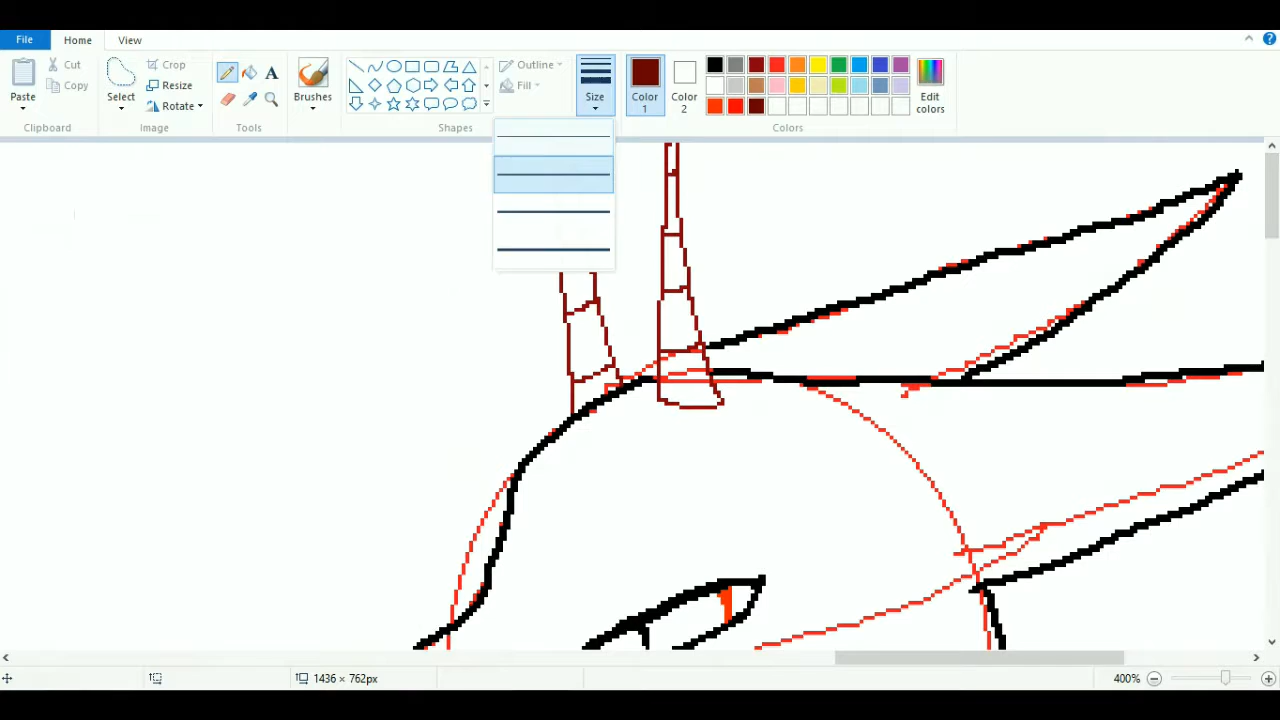 File Home View
Paste
Cut
Copy
Clipboard
Select
Crop
Resize
Rotate
Image
A
Tools
Brushes
Shapes
Outline
Fill
Size
Color 1
Color 2
Colors
Edit colors
1436 × 762px
400%